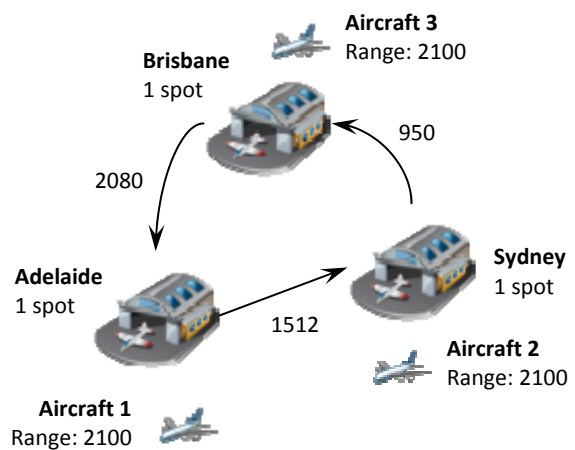 Aircraft 3
Range: 2100
Brisbane
1 spot
950
2080
Adelaide
1 spot
Sydney
1 spot
1512
Aircraft 2
Range: 2100
Aircraft 1
Range: 2100